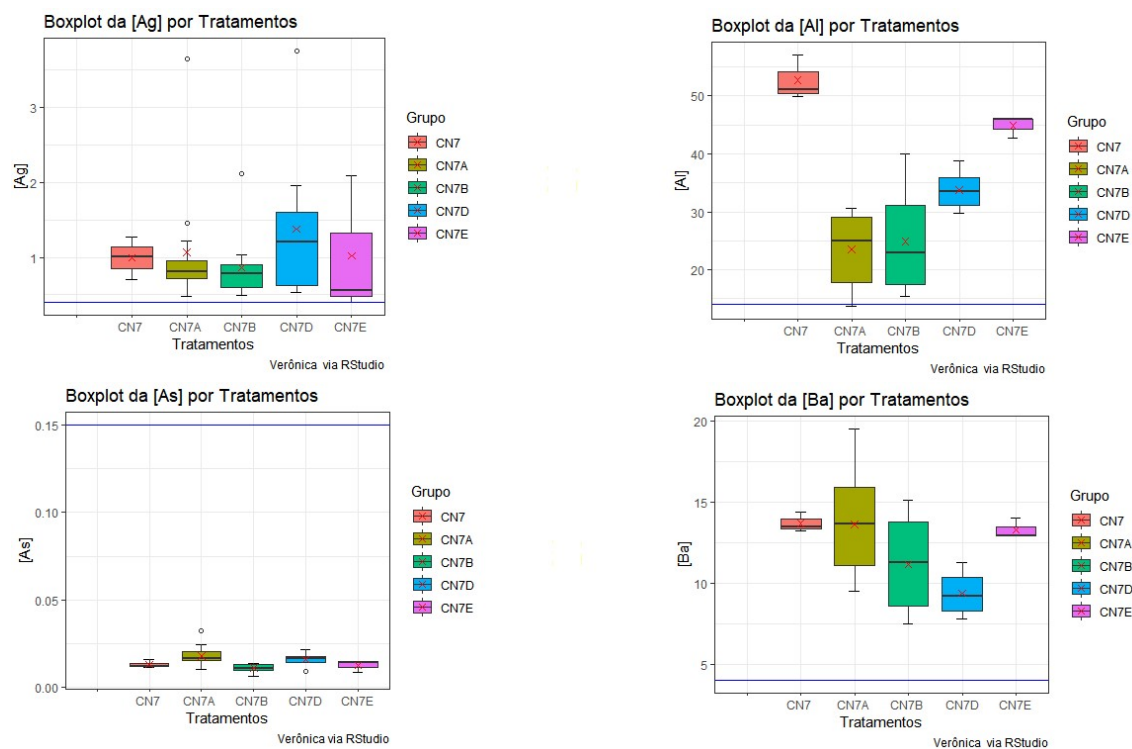 Boxplot da [Ag] por Tratamentos
[Ag]
3
2
1
CN7 CN7A CN7B CN7D CN7E
Tratamentos
Grupo
CN7
CN7A
CN7B
CN7D
CN7E
Verônica via RStudio
Boxplot da [Al] por Tratamentos
[Al]
50
40
30
20
CN7 CN7A CN7B CN7D CN7E
Tratamentos
Grupo
CN7
CN7A
CN7B
CN7D
CN7E
Verônica via RStudio
Boxplot da [As] por Tratamentos
[As]
0.15
0.10
0.05
0.00
CN7 CN7A CN7B CN7D CN7E
Tratamentos
Grupo
CN7
CN7A
CN7B
CN7D
CN7E
Verônica via RStudio
Boxplot da [Ba] por Tratamentos
[Ba]
20
15
10
5
CN7 CN7A CN7B CN7D CN7E
Tratamentos
Grupo
CN7
CN7A
CN7B
CN7D
CN7E
Verônica via RStudio